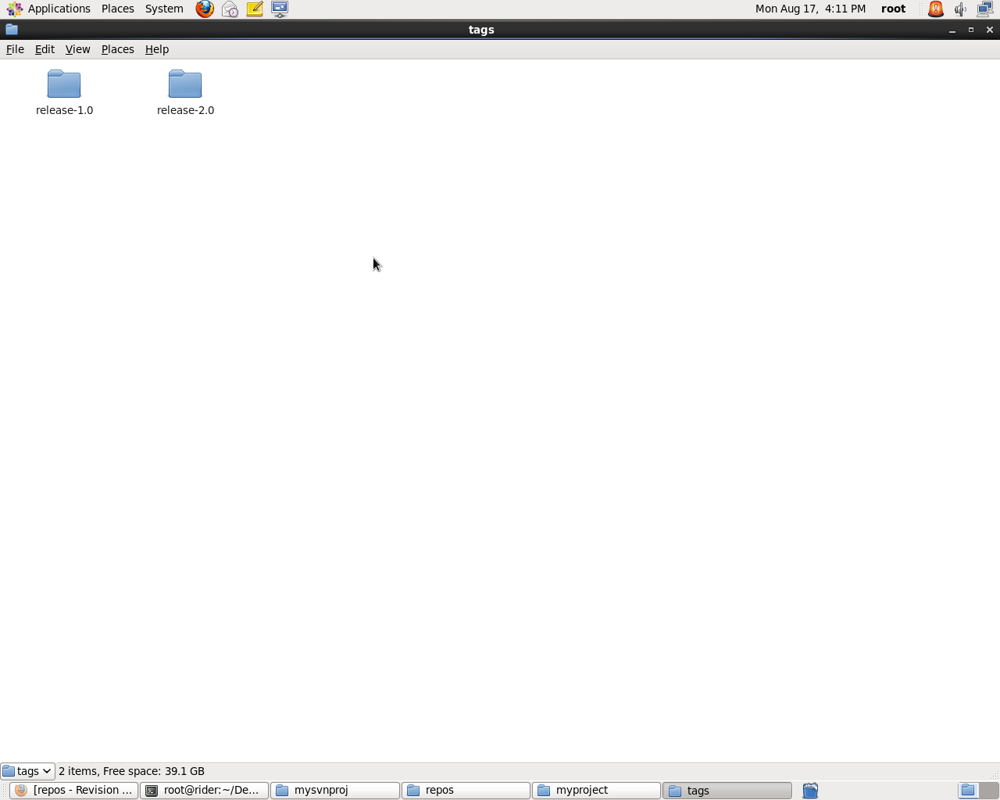 Applications Places System Mon Aug 17, 4:11 PM root
tags
File Edit View Places Help
release-1.0 release-2.0
tags 2 items, Free space: 39.1 GB
[repos - Revision ... root@rider:~/De... mysvnproj repos myproject tags